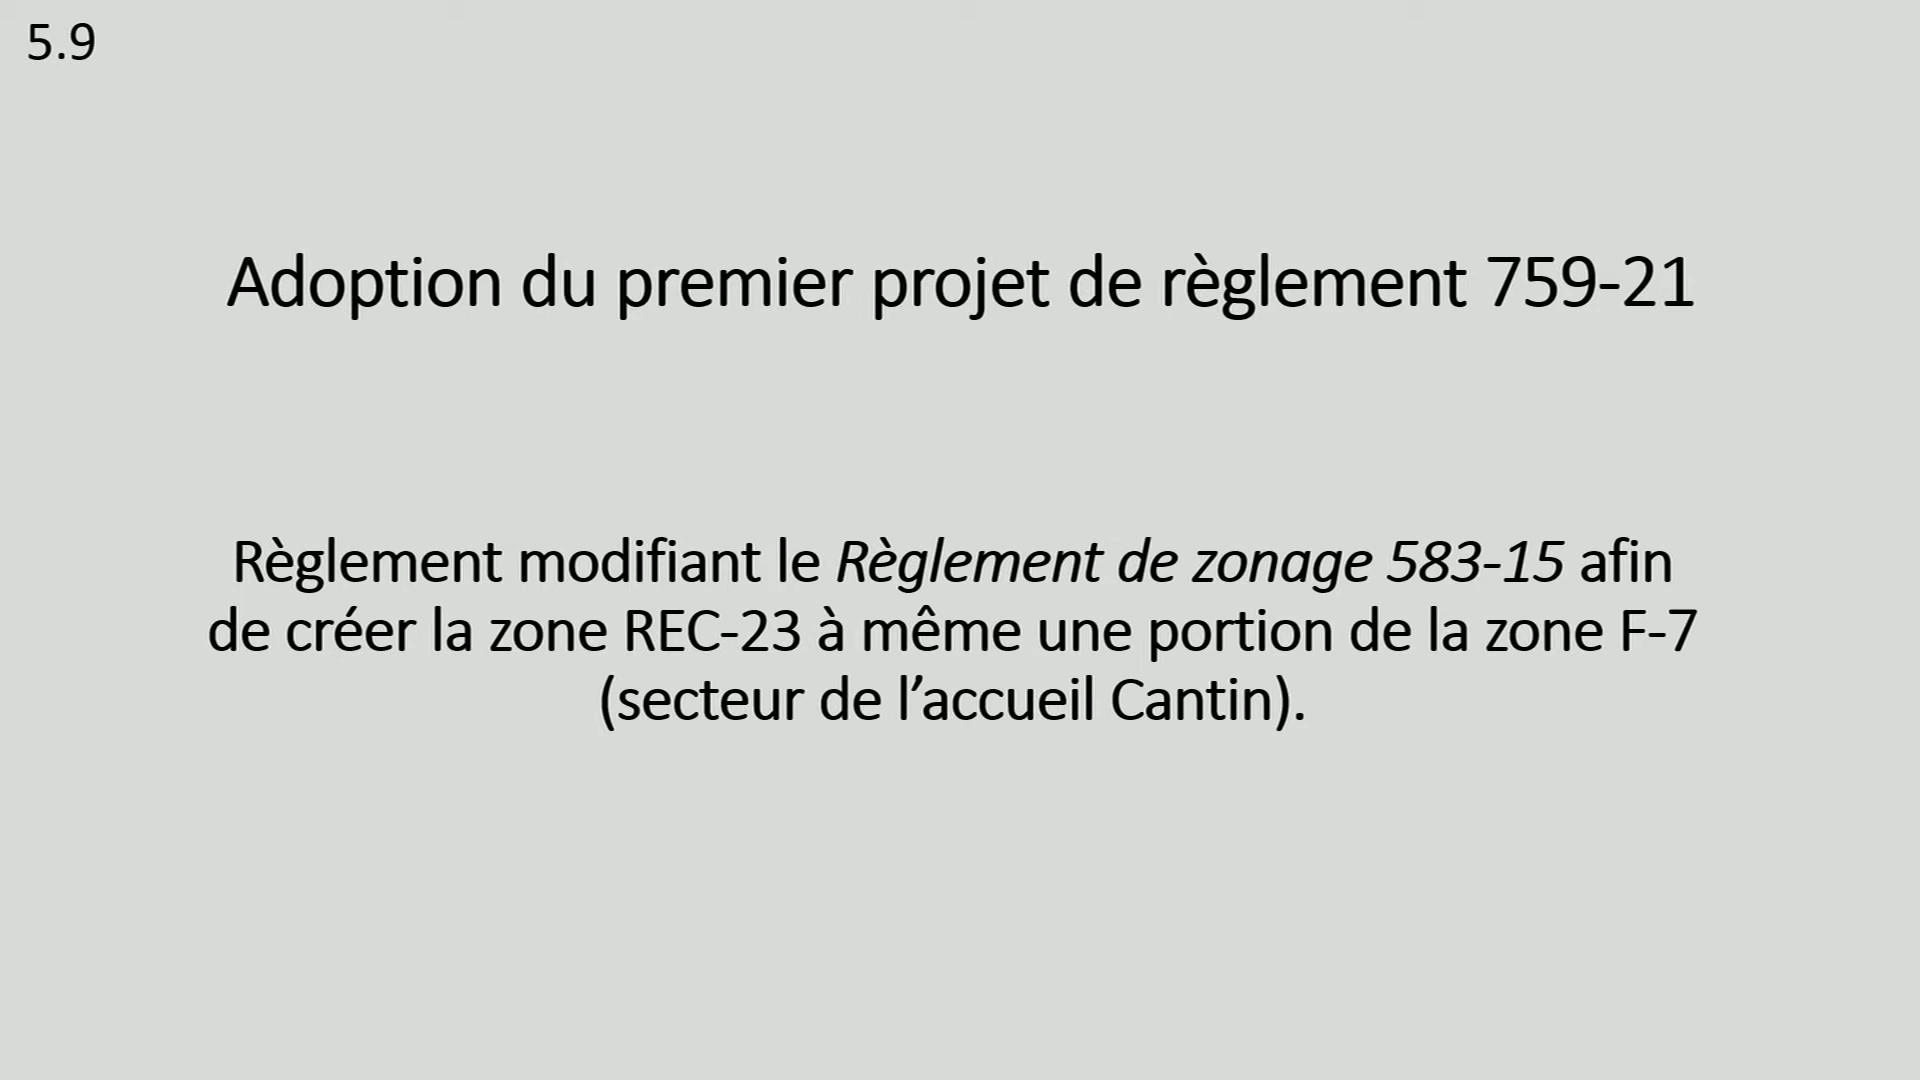 5.9
Adoption du premier projet de règlement 759-21
Règlement modifiant le Règlement de zonage 583-15 afin
de créer la zone REC-23 à même une portion de la zone F-7
(secteur de l’accueil Cantin).